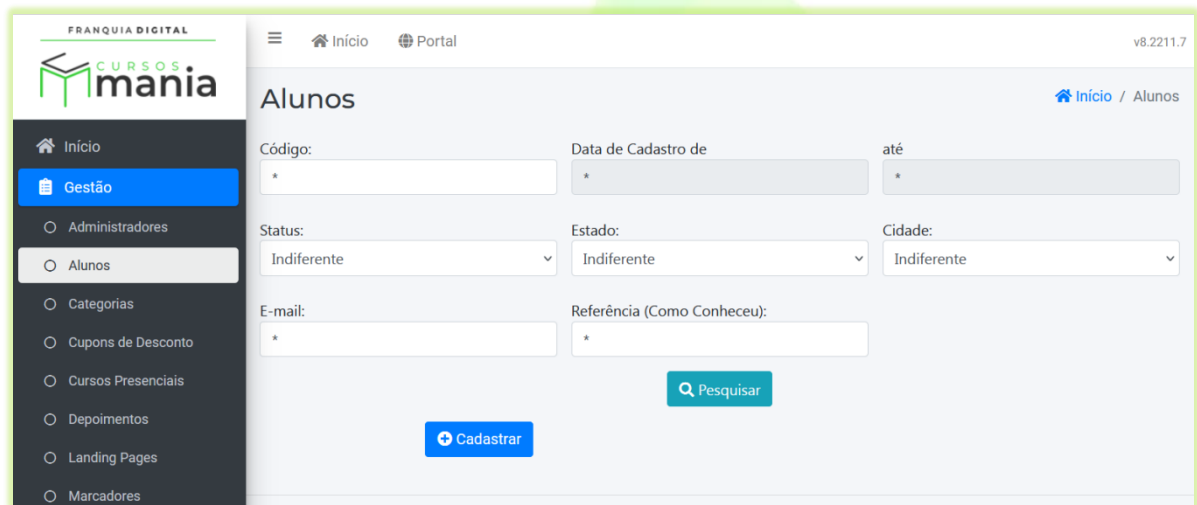 FRANQUIA DIGITAL
CURSOS
mania
Início
Portal
v8.2211.7
Alunos
Início / Alunos
Início
Gestão
Administradores
Alunos
Categorias
Cupons de Desconto
Cursos Presenciais
Depoimentos
Landing Pages
Marcadores
Código:
*
Data de Cadastro de
*
até
*
Status:
Indiferente
Estado:
Indiferente
Cidade:
Indiferente
E-mail:
*
Referência (Como Conheceu):
*
Pesquisar
Cadastrar